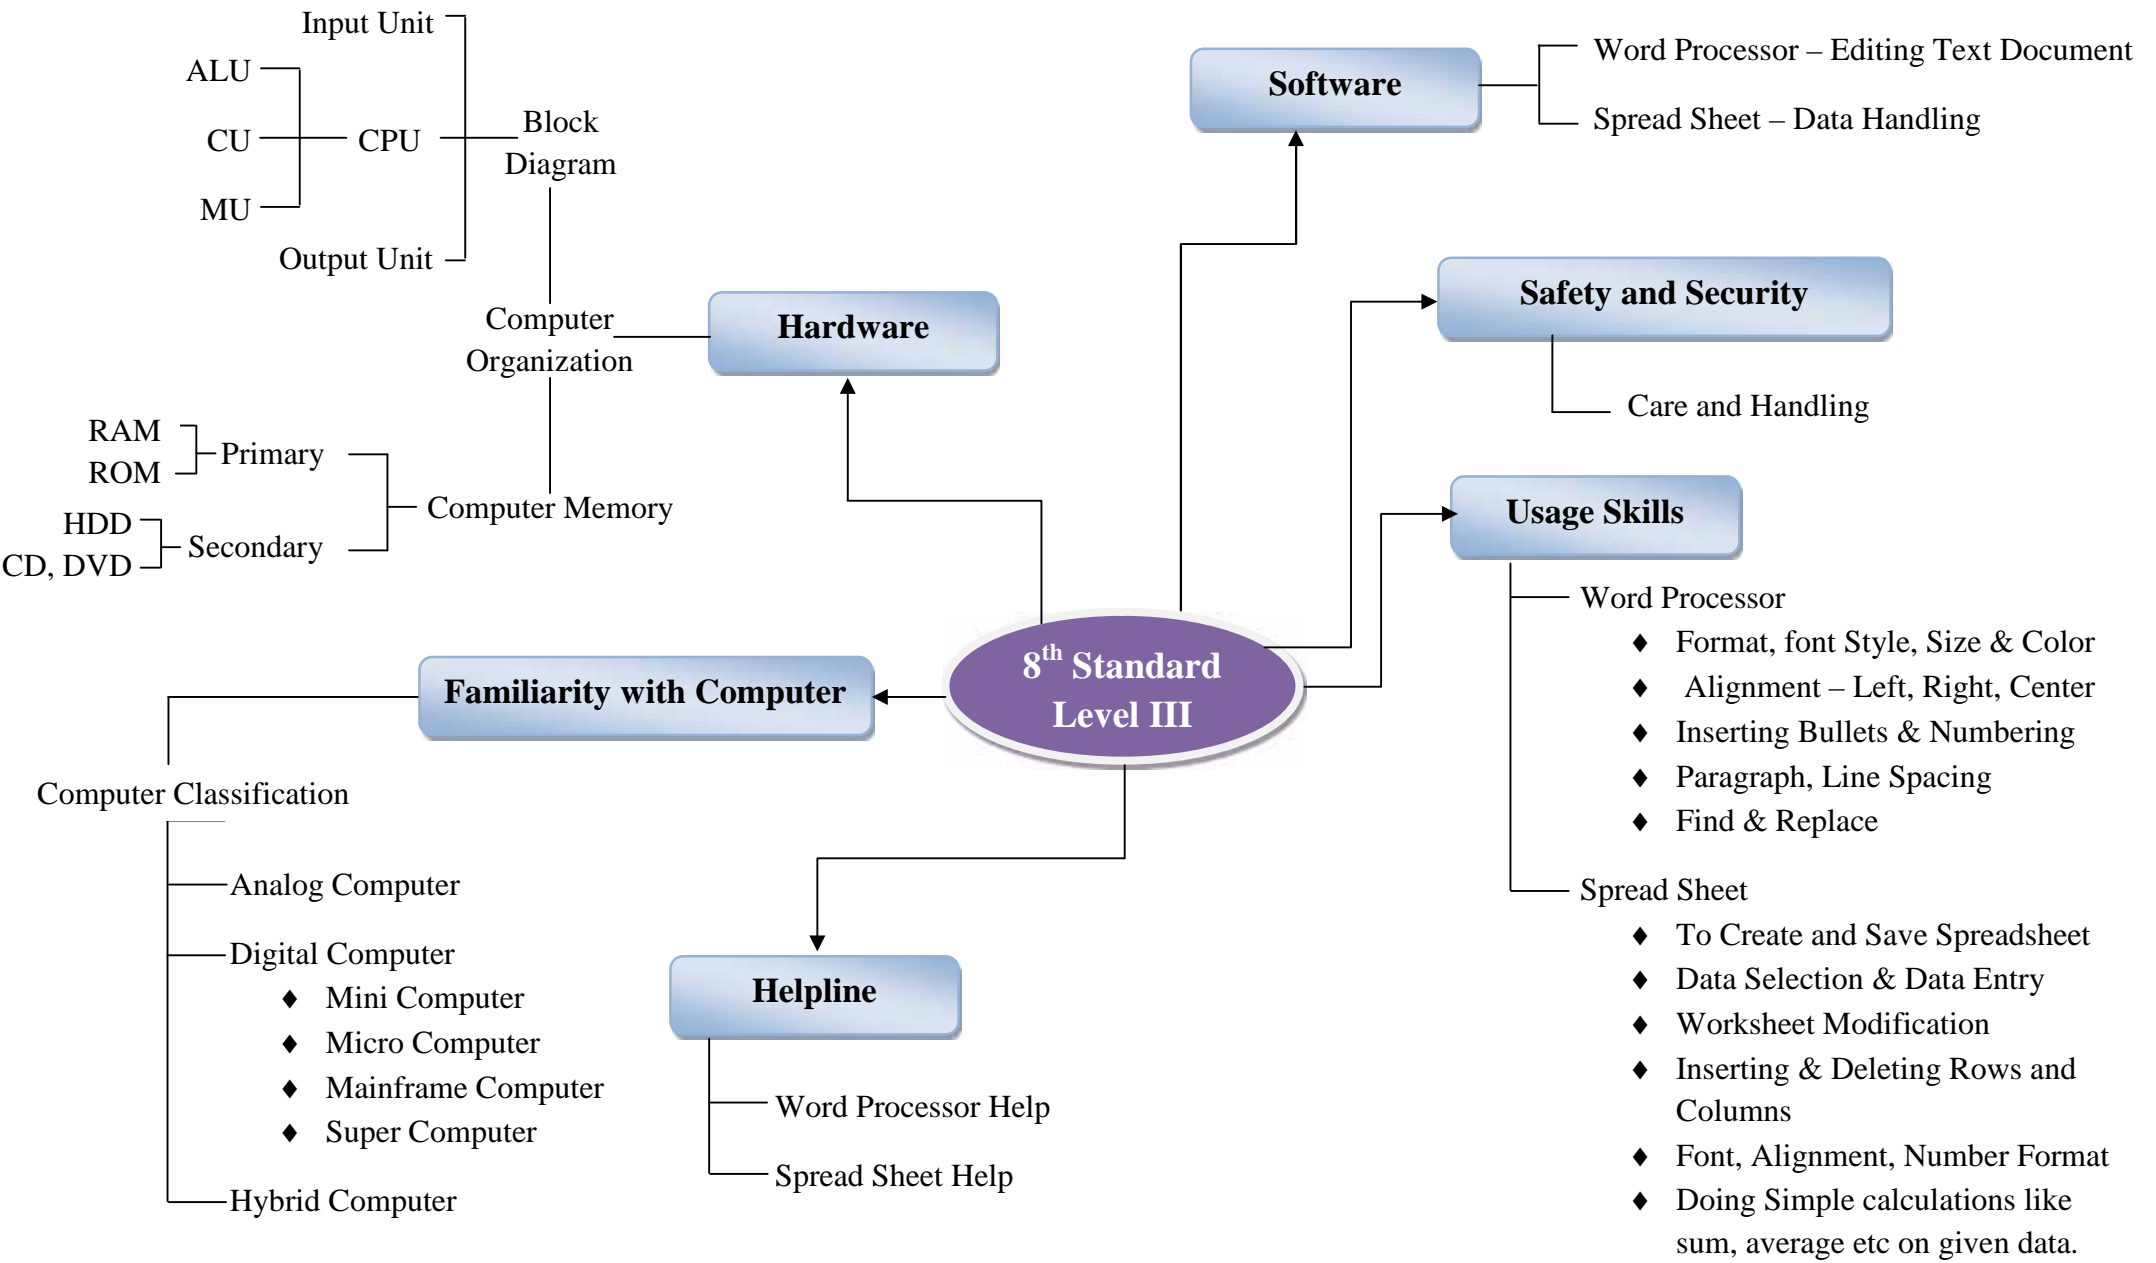 Input Unit
ALU
CU
MU
CPU
Output Unit
Block
Diagram
Computer
Organization
Hardware
RAM
ROM
Primary
HDD
CD, DVD
Secondary
Computer Memory
Software
Word Processor – Editing Text Document
Spread Sheet – Data Handling
Safety and Security
Care and Handling
Usage Skills
Word Processor
♦ Format, font Style, Size & Color
♦ Alignment – Left, Right, Center
♦ Inserting Bullets & Numbering
♦ Paragraph, Line Spacing
♦ Find & Replace
Spread Sheet
♦ To Create and Save Spreadsheet
♦ Data Selection & Data Entry
♦ Worksheet Modification
♦ Inserting & Deleting Rows and
Columns
♦ Font, Alignment, Number Format
♦ Doing Simple calculations like
sum, average etc on given data.
8th Standard
Level III
Familiarity with Computer
Computer Classification
Analog Computer
Digital Computer
♦ Mini Computer
♦ Micro Computer
♦ Mainframe Computer
♦ Super Computer
Hybrid Computer
Helpline
Word Processor Help
Spread Sheet Help